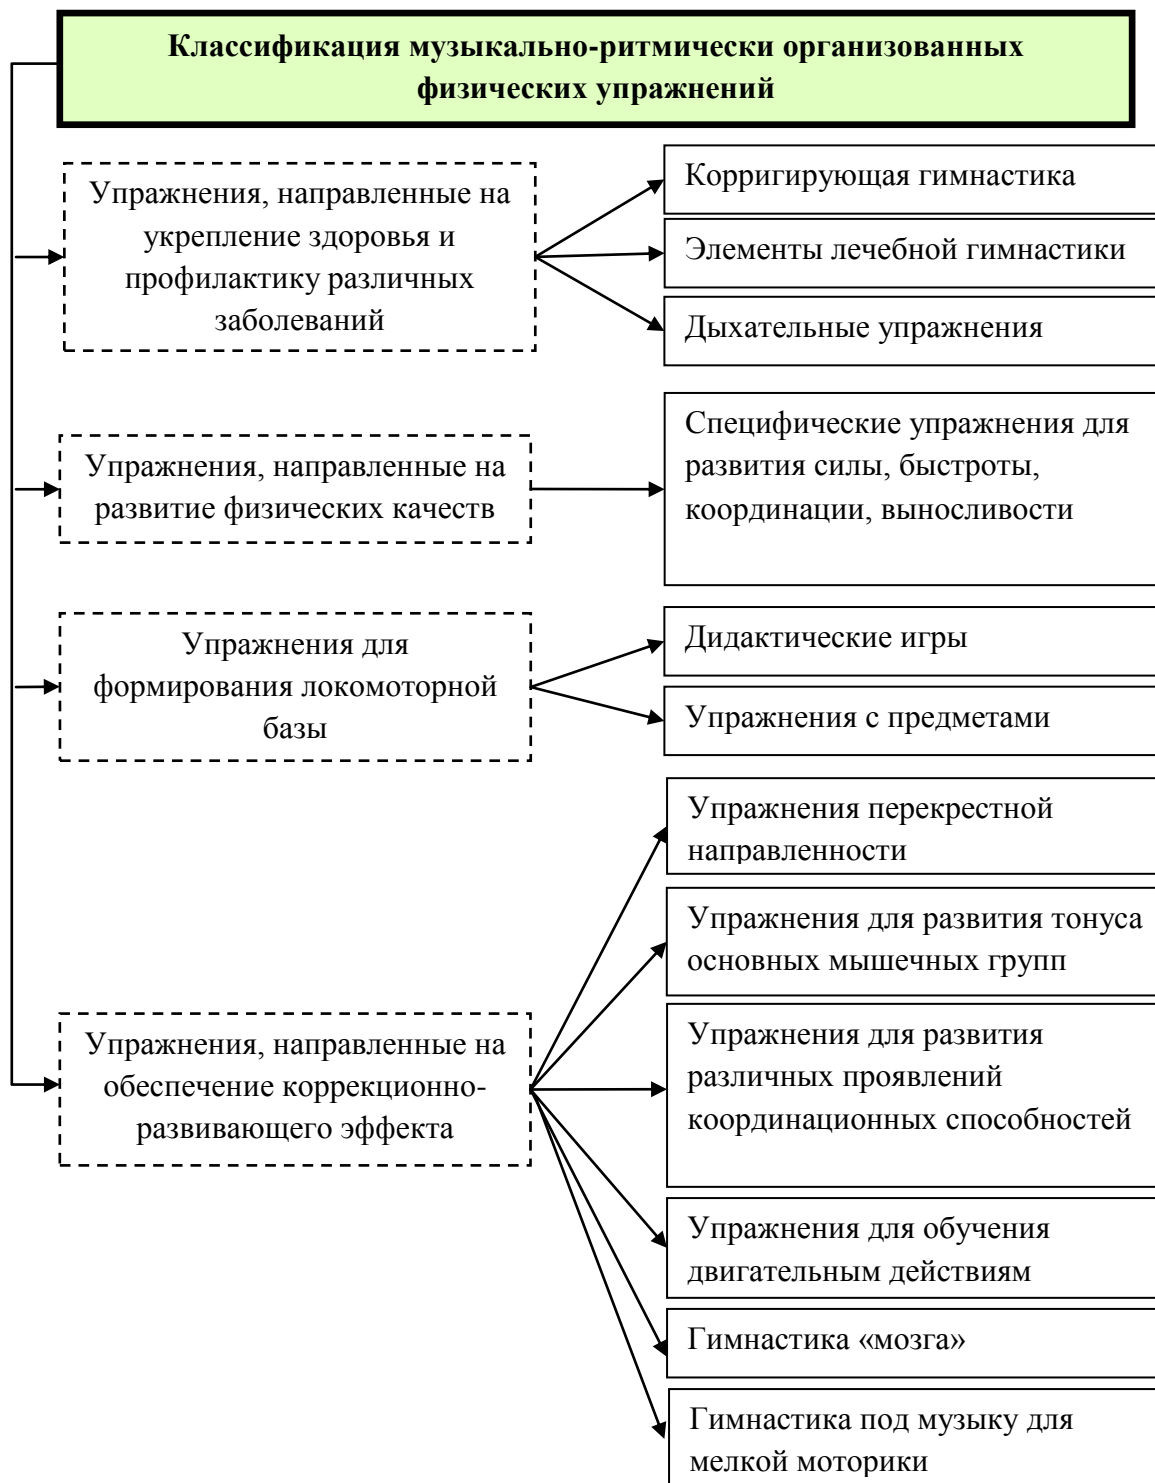 Классификация музыкально-ритмически организованных
физических упражнений
Упражнения, направленные на
укрепление здоровья и
профилактику различных
заболеваний
Корригирующая гимнастика
Элементы лечебной гимнастики
Дыхательные упражнения
Упражнения, направленные на
развитие физических качеств
Специфические упражнения для
развития силы, быстроты,
координации, выносливости
Упражнения для
формирования локомоторной
базы
Дидактические игры
Упражнения с предметами
Упражнения, направленные на
обеспечение коррекционно-
развивающего эффекта
Упражнения перекрестной
направленности
Упражнения для развития тонуса
основных мышечных групп
Упражнения для развития
различных проявлений
координационных способностей
Упражнения для обучения
двигательным действиям
Гимнастика «мозга»
Гимнастика под музыку для
мелкой моторики